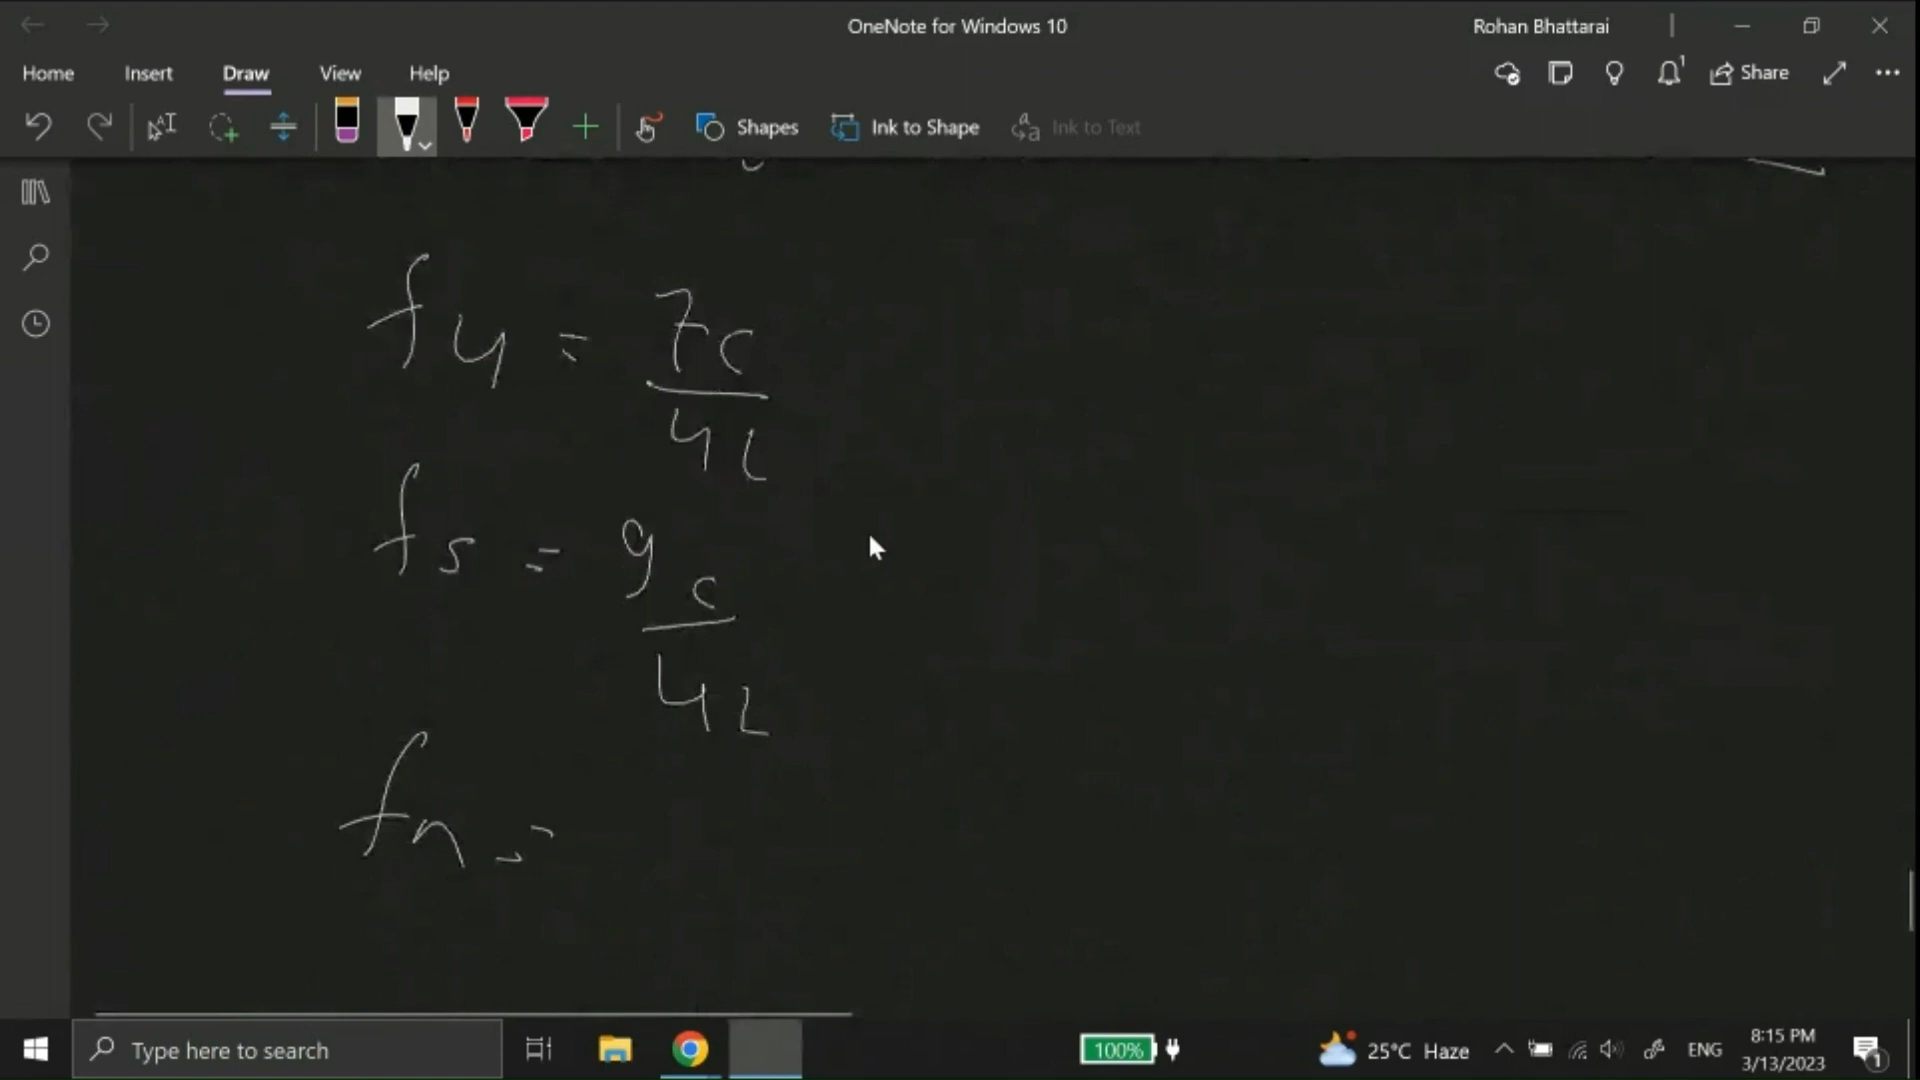 OneNote for Windows 10
Rohan Bhattarai
Home Insert Draw View Help
1 Share
Shapes Ink to Shape Ink to Text
f4 = 7c
4L
f5 = 9c
4L
fn =
Type here to search
100%
25°C Haze
ENG
8:15 PM
3/13/2023
1